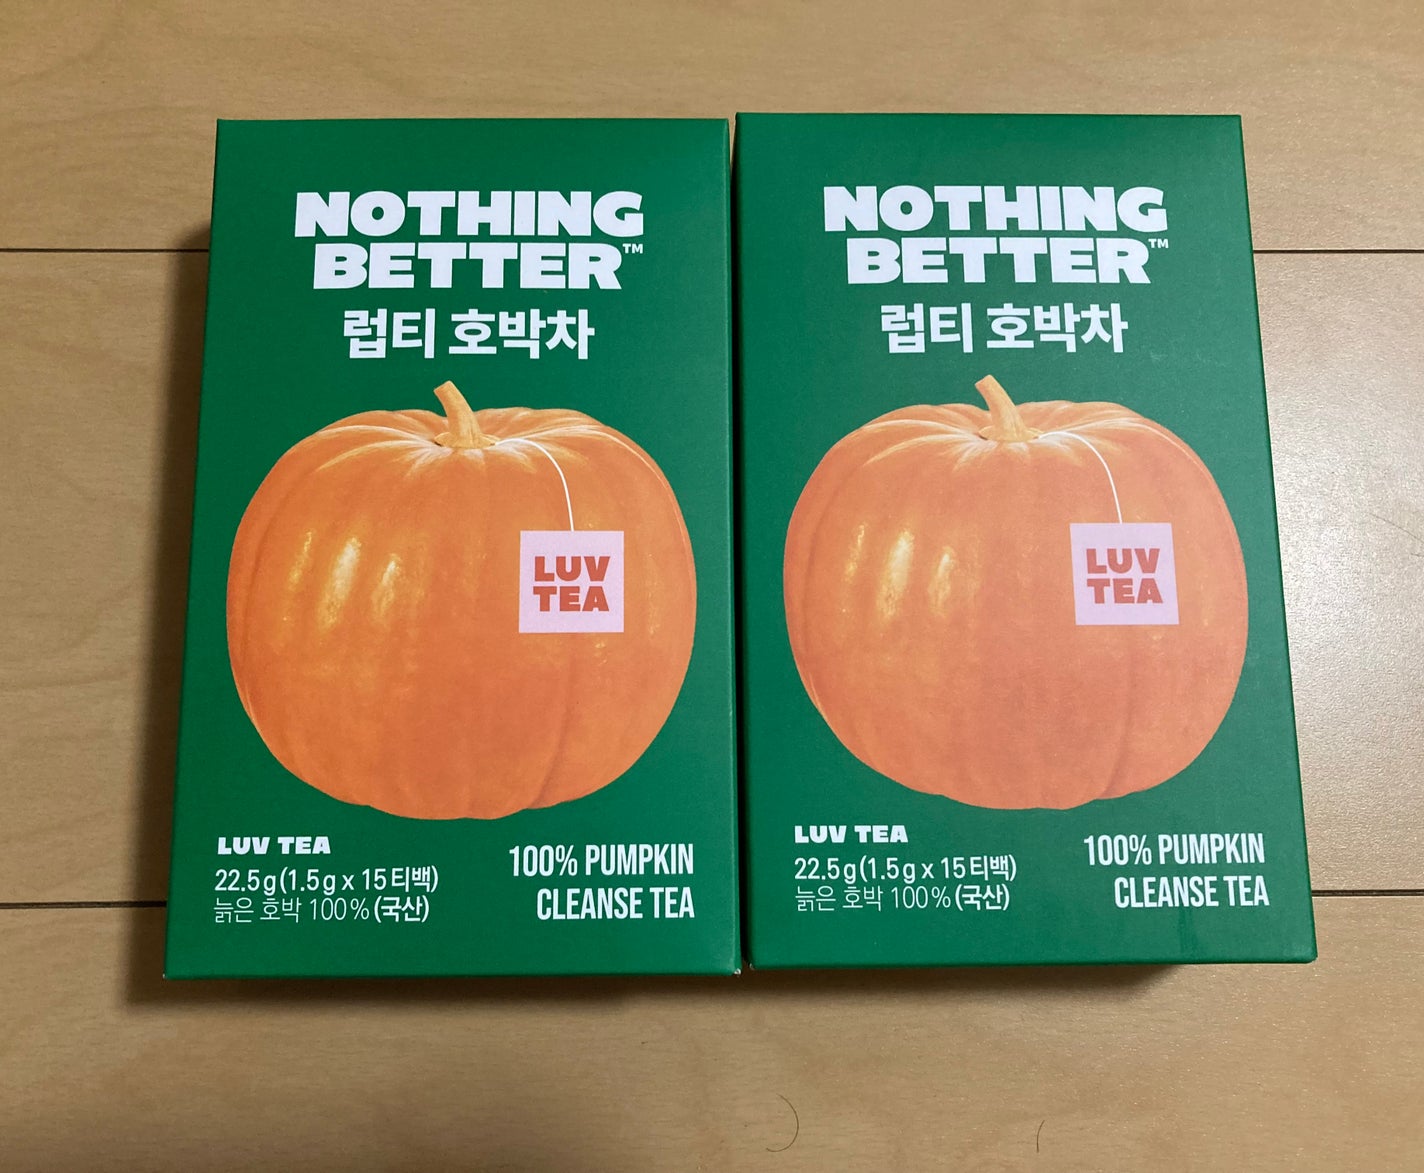 NOTHING
BETTER™
럽티 호박차
LUV
TEA
LUV TEA
22.5g(1.5g x 15티백)
늙은 호박 100%(국산)
100% PUMPKIN
CLEANSE TEA
NOTHING
BETTER™
럽티 호박차
LUV
TEA
LUV TEA
22.5g(1.5g x 15티백)
늙은 호박 100%(국산)
100% PUMPKIN
CLEANSE TEA